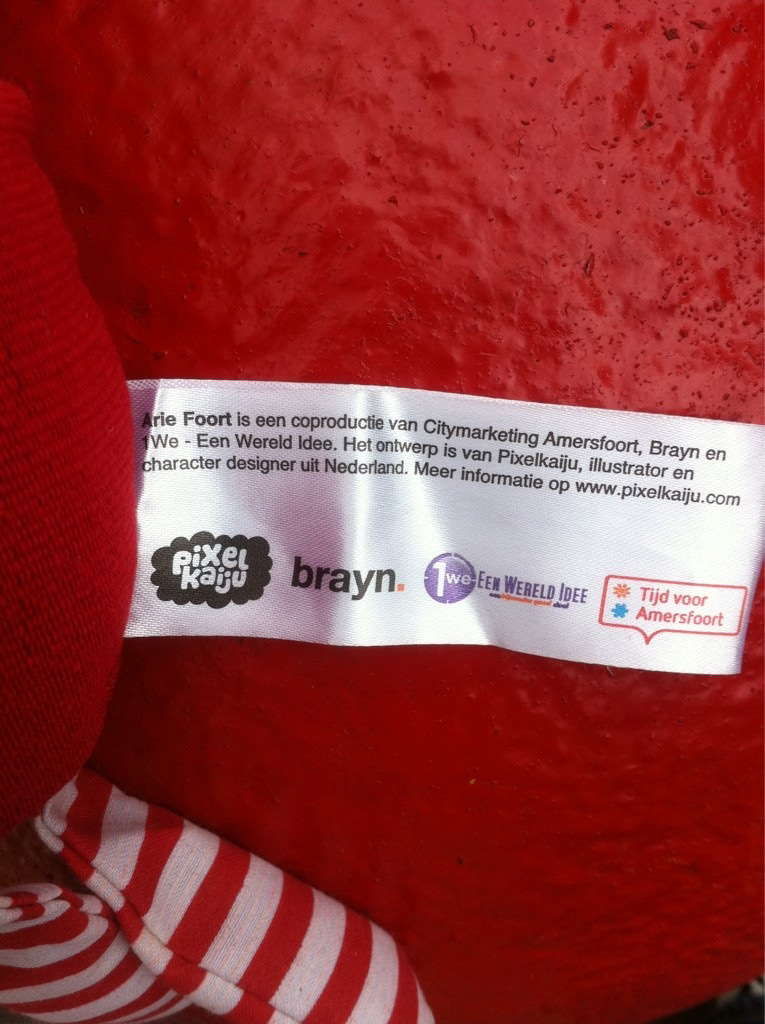 Arie Foort is een coproductie van Citymarketing Amersfoort, Brayn en
1We - Een Wereld Idee. Het ontwerp is van Pixelkaiju, illustrator en
character designer uit Nederland. Meer informatie op www.pixelkaiju.com
pixel
kaiju
brayn.
1we-Een Wereld Idee
Tijd voor
Amersfoort